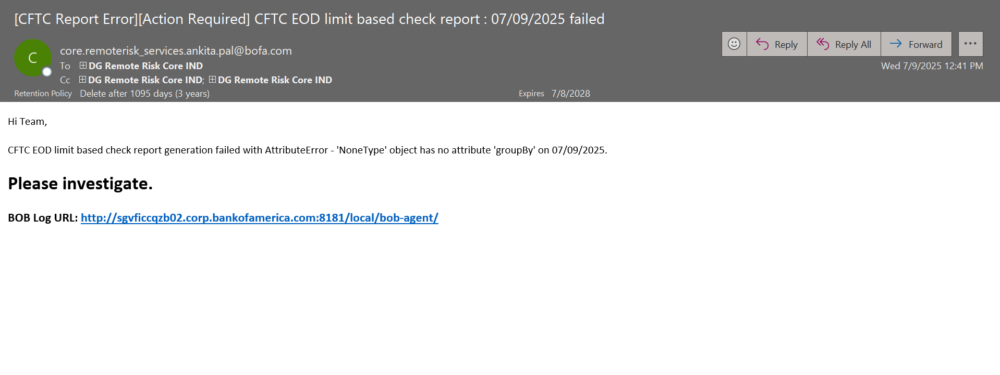 [CFTC Report Error][Action Required] CFTC EOD limit based check report : 07/09/2025 failed
C
core.remoterisk_services.ankita.pal@bofa.com
Reply
Reply All
Forward
To DG Remote Risk Core IND
Wed 7/9/2025 12:41 PM
Cc DG Remote Risk Core IND; DG Remote Risk Core IND
Retention Policy Delete after 1095 days (3 years)
Expires 7/8/2028
Hi Team,
CFTC EOD limit based check report generation failed with AttributeError - 'NoneType' object has no attribute 'groupBy' on 07/09/2025.
Please investigate.
BOB Log URL: http://sgvficcqzb02.corp.bankofamerica.com:8181/local/bob-agent/